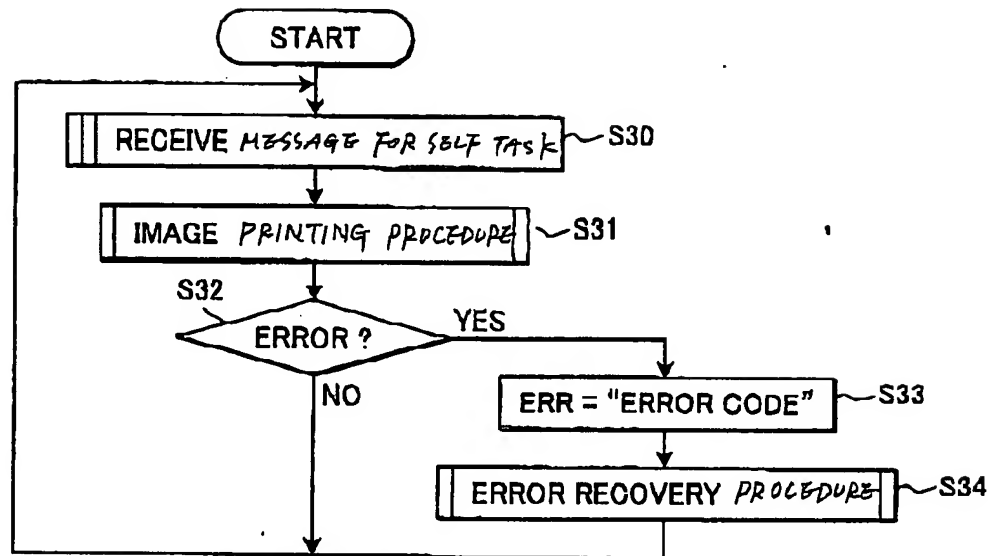 START
RECEIVE MESSAGE FOR SELF TASK
S30
IMAGE PRINTING PROCEDURE
S31
S32
ERROR ?
YES
NO
ERR = "ERROR CODE"
S33
ERROR RECOVERY PROCEDURE
S34